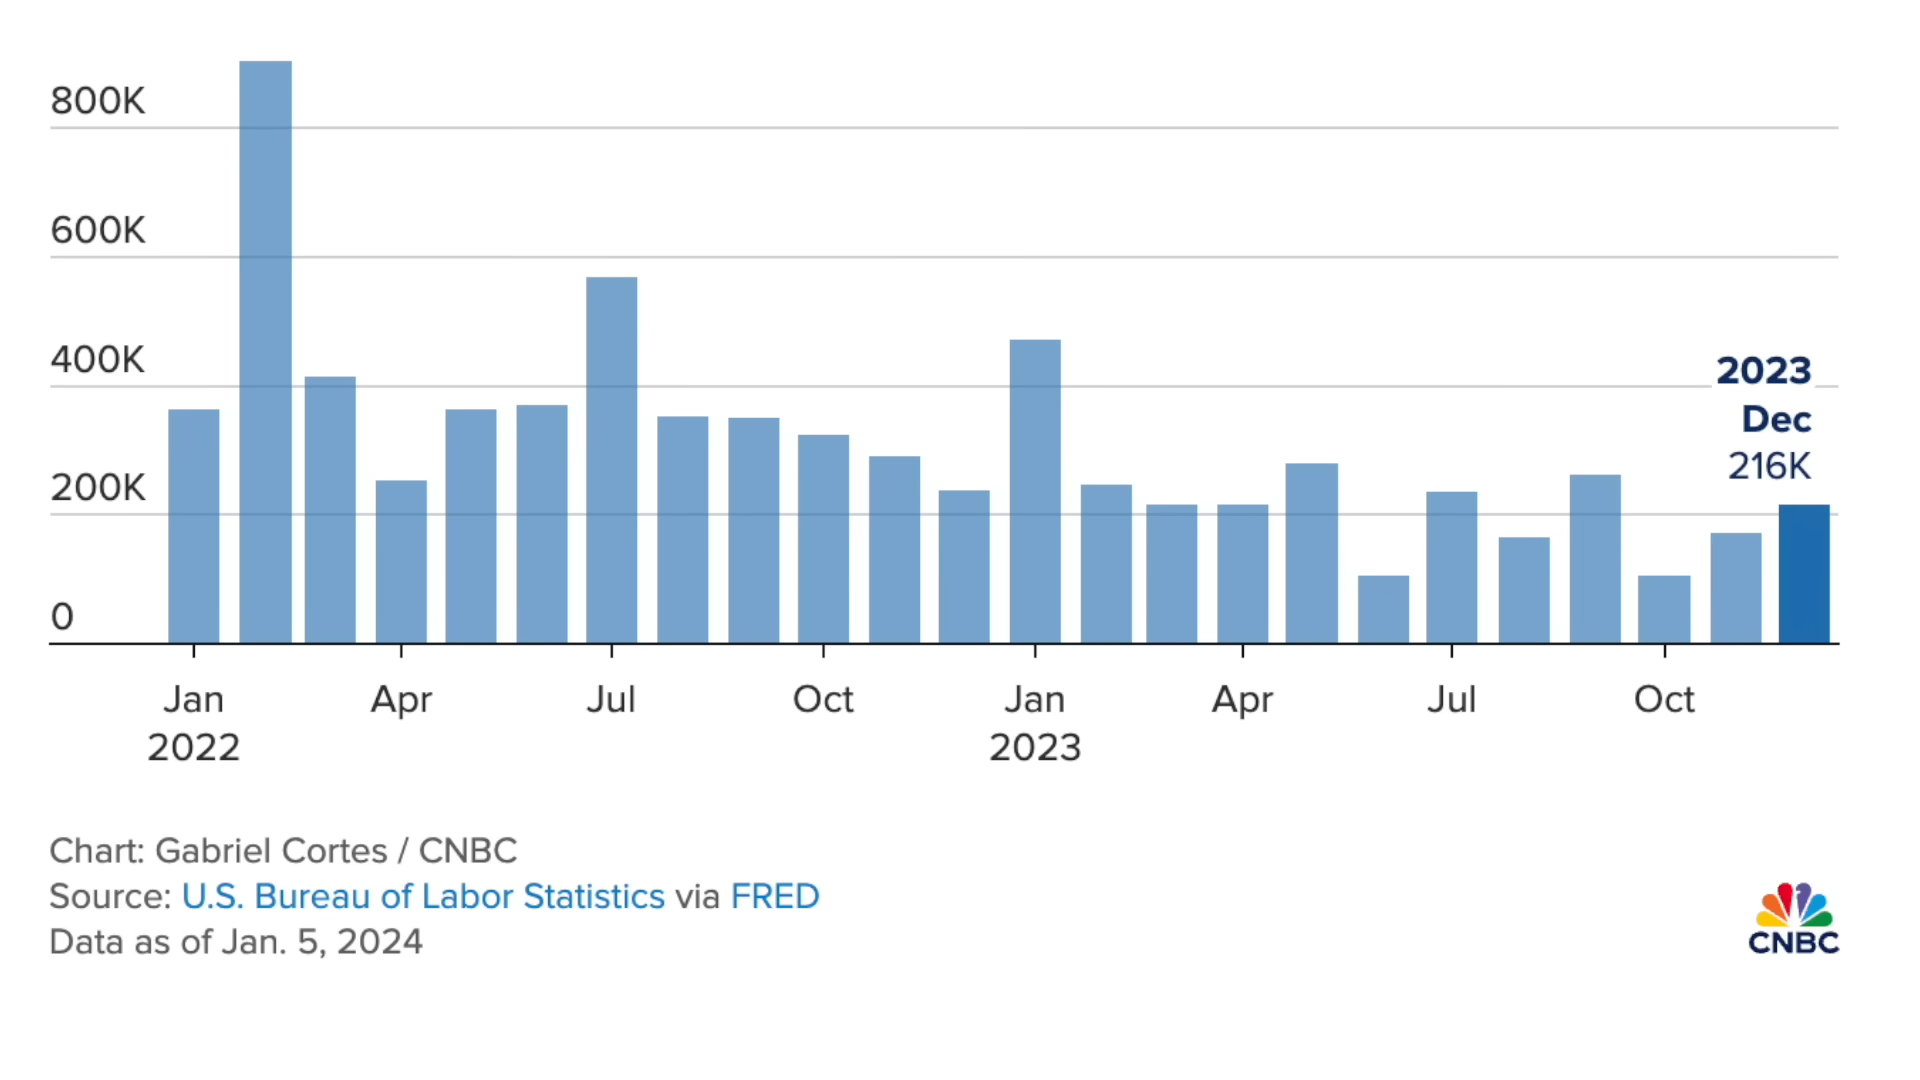 800K
600K
400K
200K
0
2023
Dec
216K
Jan Apr Jul Oct Jan Apr Jul Oct
2022 2023
Chart: Gabriel Cortes / CNBC
Source: U.S. Bureau of Labor Statistics via FRED
Data as of Jan. 5, 2024
CNBC